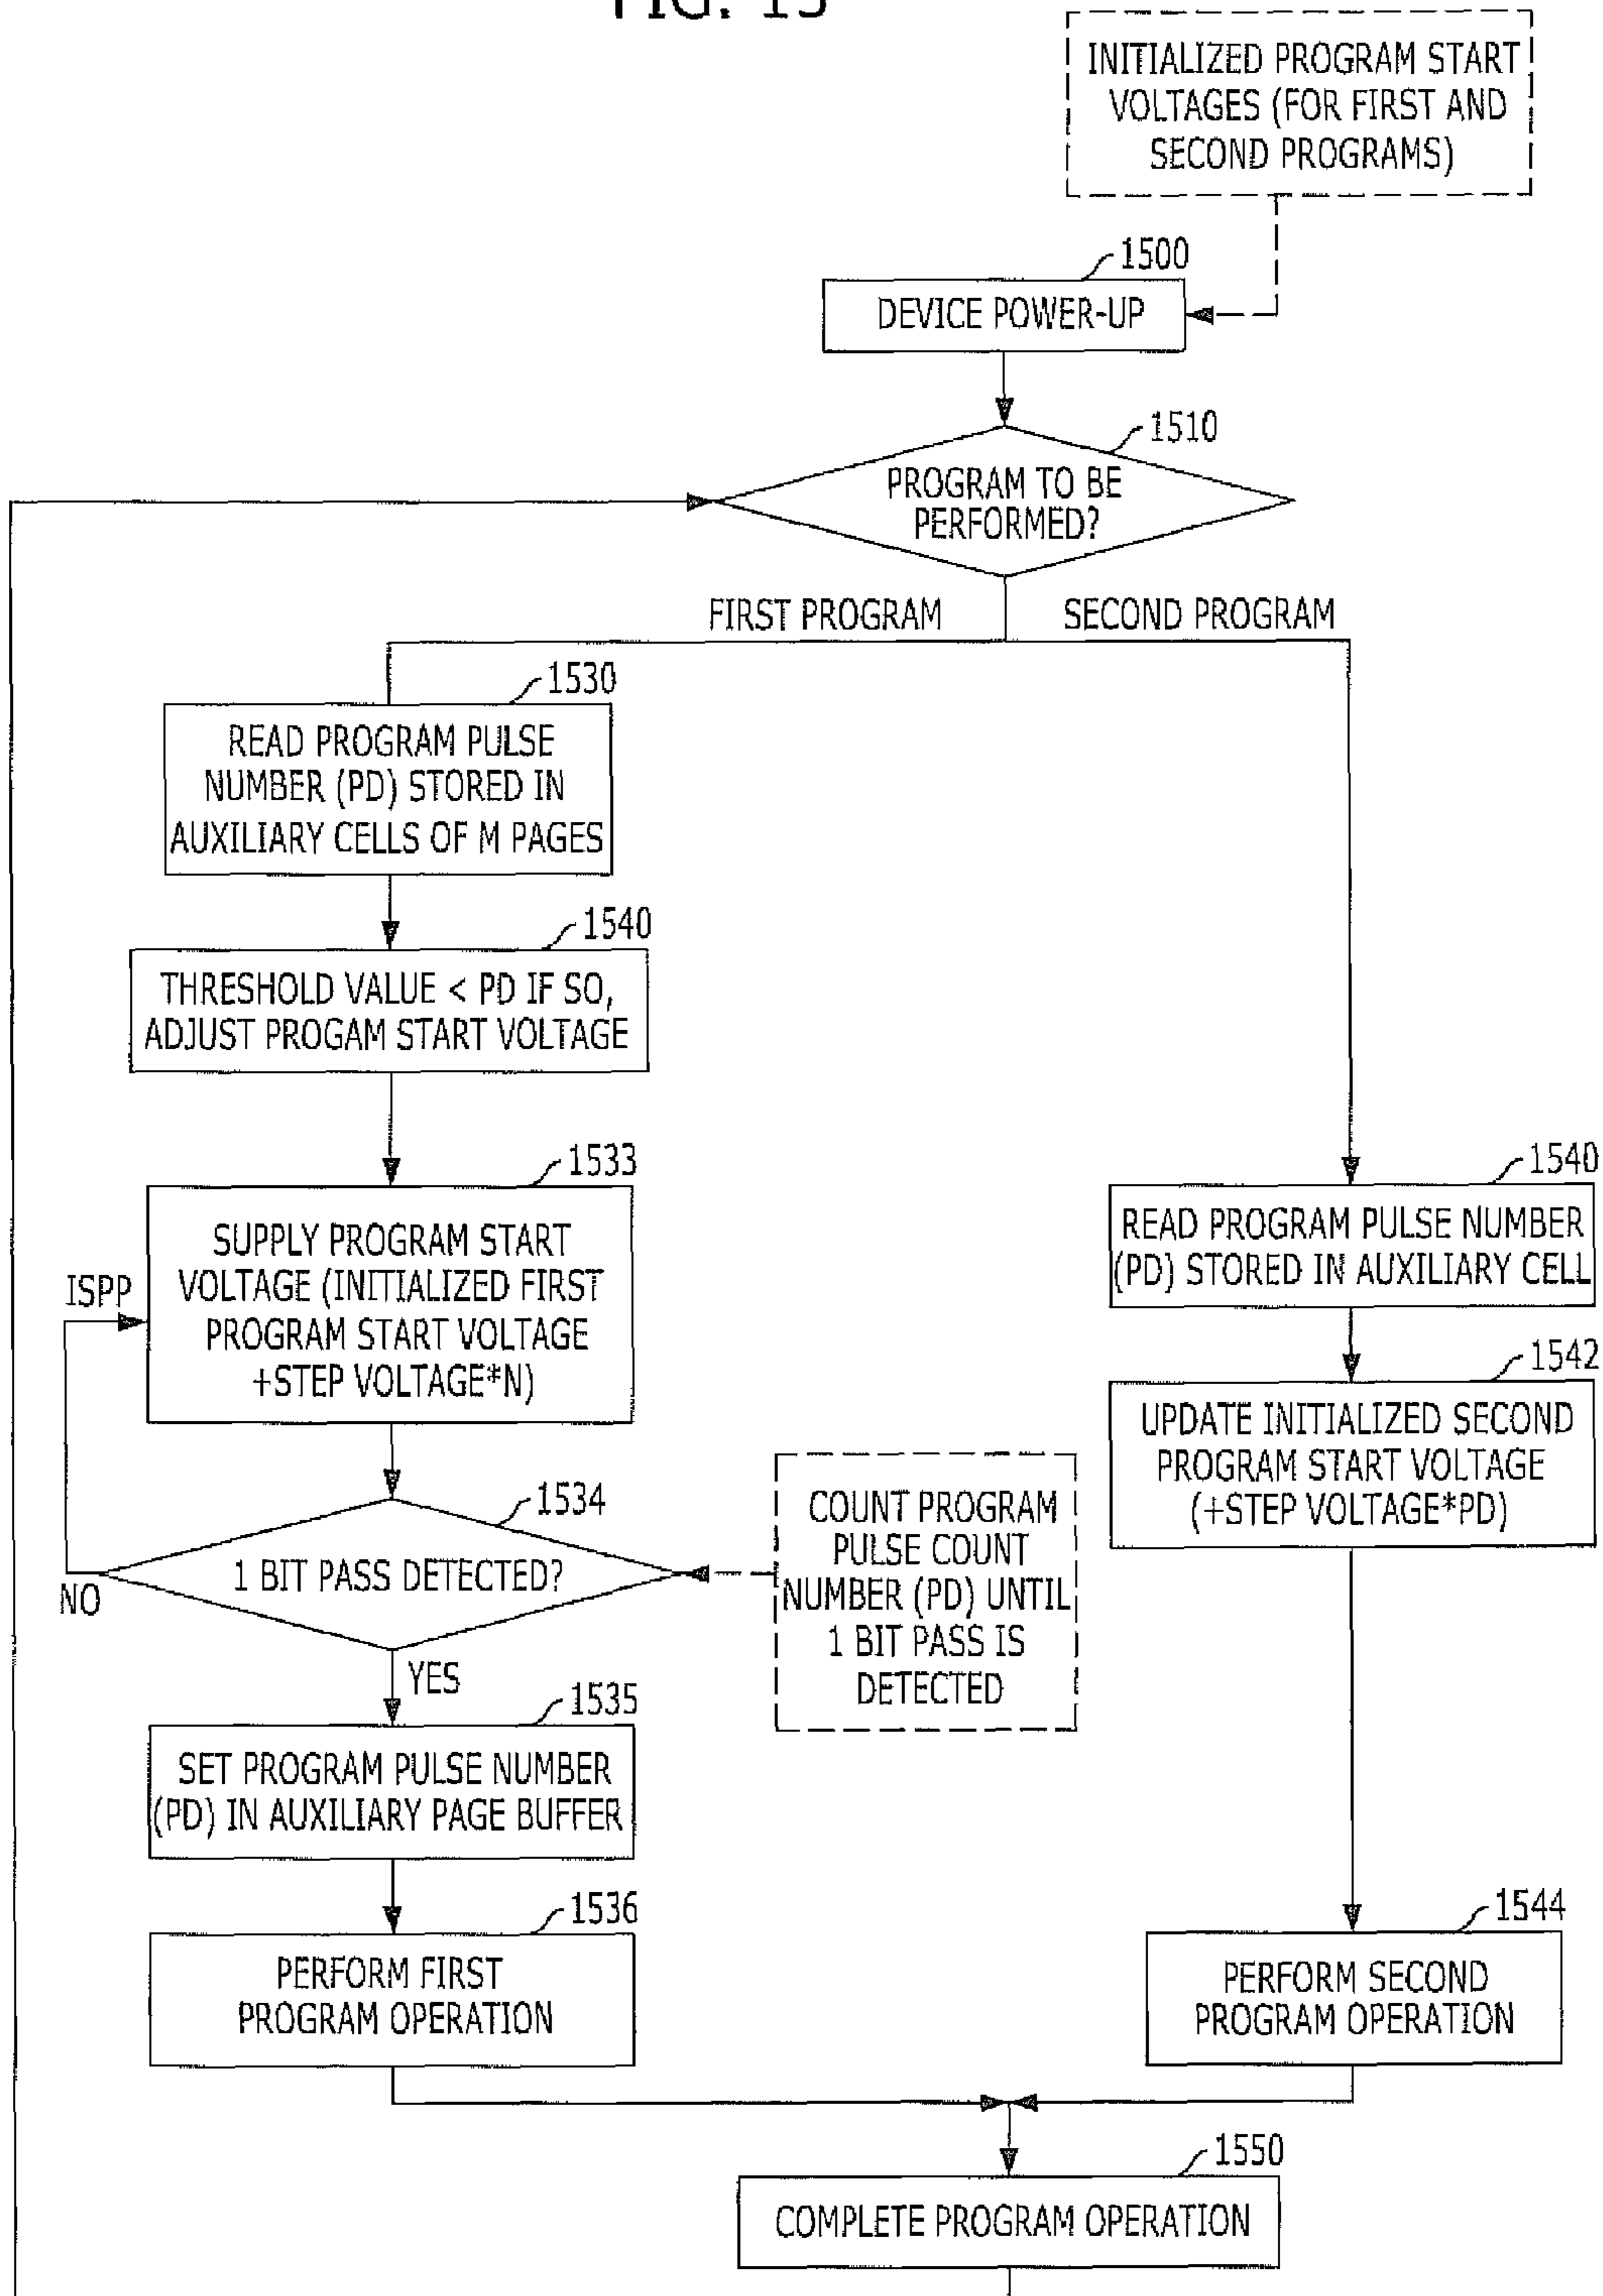 FIG. 15
INITIALIZED PROGRAM START
VOLTAGES (FOR FIRST AND
SECOND PROGRAMS)
1500
DEVICE POWER-UP
1510
PROGRAM TO BE
PERFORMED?
FIRST PROGRAM
SECOND PROGRAM
1530
READ PROGRAM PULSE
NUMBER (PD) STORED IN
AUXILIARY CELLS OF M PAGES
1540
THRESHOLD VALUE < PD IF SO,
ADJUST PROGAM START VOLTAGE
1533
SUPPLY PROGRAM START
VOLTAGE (INITIALIZED FIRST
PROGRAM START VOLTAGE
+STEP VOLTAGE*N)
ISPP
1534
1 BIT PASS DETECTED?
NO
YES
COUNT PROGRAM
PULSE COUNT
NUMBER (PD) UNTIL
1 BIT PASS IS
DETECTED
1535
SET PROGRAM PULSE NUMBER
(PD) IN AUXILIARY PAGE BUFFER
1536
PERFORM FIRST
PROGRAM OPERATION
1540
READ PROGRAM PULSE NUMBER
(PD) STORED IN AUXILIARY CELL
1542
UPDATE INITIALIZED SECOND
PROGRAM START VOLTAGE
(+STEP VOLTAGE*PD)
1544
PERFORM SECOND
PROGRAM OPERATION
1550
COMPLETE PROGRAM OPERATION